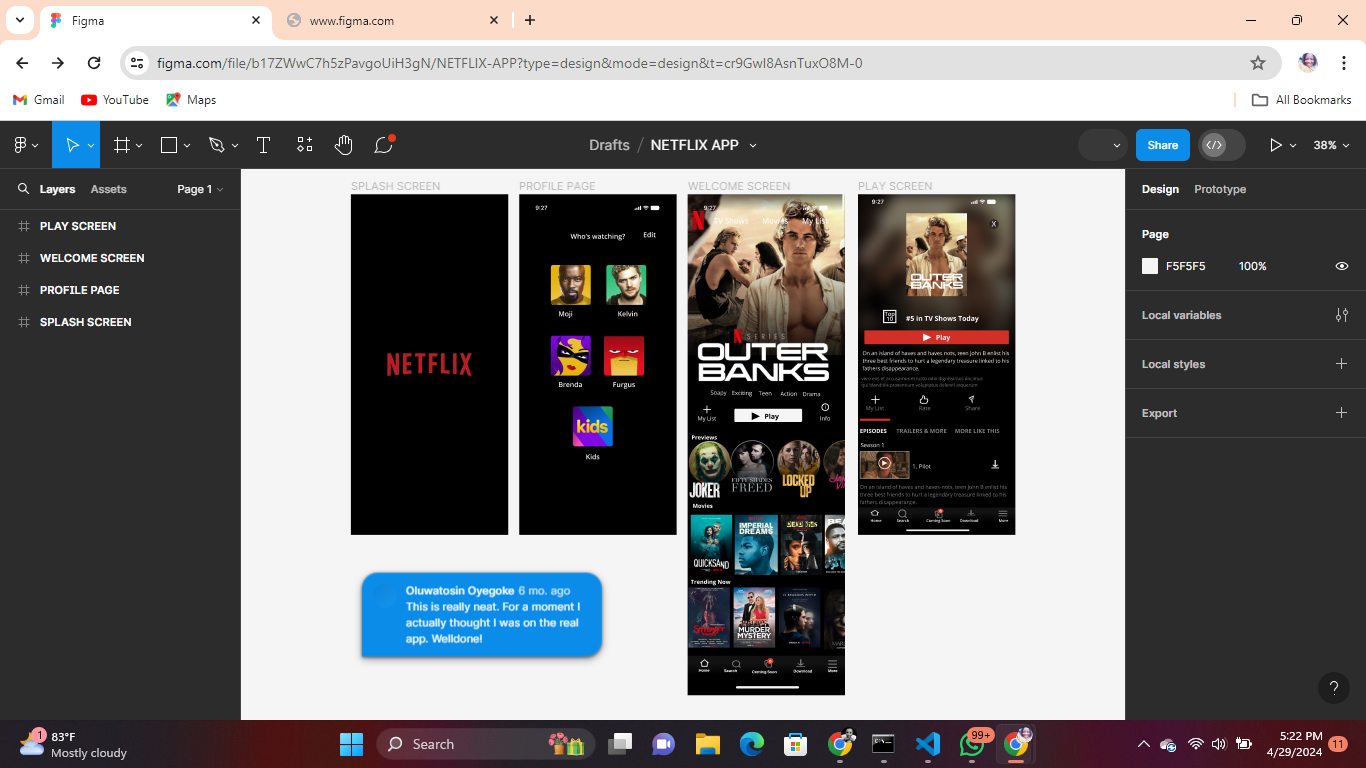 Figma
www.figma.com
figma.com/file/b17ZWwC7h5zPavgoUiH3gN/NETFLIX-APP?type=design&mode=design&t=cr9GwI8AsnTuxO8M-0
Gmail
YouTube
Maps
All Bookmarks
Drafts / NETFLIX APP
Share
38%
Layers
Assets
Page 1
PLAY SCREEN
WELCOME SCREEN
PROFILE PAGE
SPLASH SCREEN
SPLASH SCREEN
NETFLIX
PROFILE PAGE
9:27
Who's watching?
Edit
Moji
Kelvin
Brenda
Furgus
kids
Kids
WELCOME SCREEN
9:27
N
TV Shows
Movies
My List
N SERIES
OUTER
BANKS
Soapy
Exciting
Teen
Action
Drama
My List
Play
Info
Previews
JOKER
FIFTY SHADES
FREED
LOCKED
UP
Movies
QUICKSAND
IMPERIAL
DREAMS
Trending Now
Stranger
MURDER
MYSTERY
Home
Search
Coming Soon
Download
More
PLAY SCREEN
9:27
X
OUTER
BANKS
Top
10
#5 in TV Shows Today
Play
On an island of haves and haves nots, teen John B enlist his
three best friends to hurt a legendary treasure linked to his
fathers disappearance.
My List
Rate
Share
EPISODES
TRAILERS & MORE
MORE LIKE THIS
Season 1
1. Pilot
On an island of haves and haves-nots, teen John B enlist his
three best friends to hurt a legendary treasure linked to his
fathers disappearance.
Home
Search
Coming Soon
Download
More
Oluwatosin Oyegoke 6 mo. ago
This is really neat. For a moment I
actually thought I was on the real
app. Welldone!
Design
Prototype
Page
F5F5F5
100%
Local variables
Local styles
Export
?
1
83°F
Mostly cloudy
Search
99+
5:22 PM
4/29/2024
11